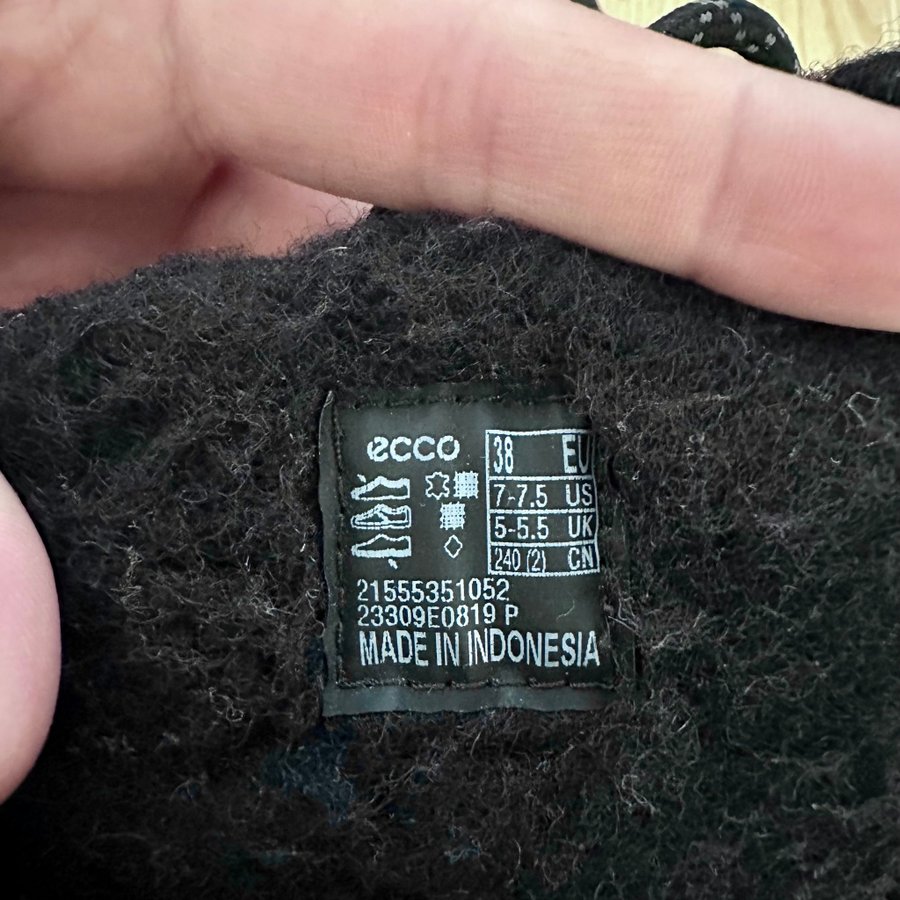 ecco
38 EU
7-7.5 US
5-5.5 UK
240 (2) CN
21555351052
23309E0819 P
MADE IN INDONESIA